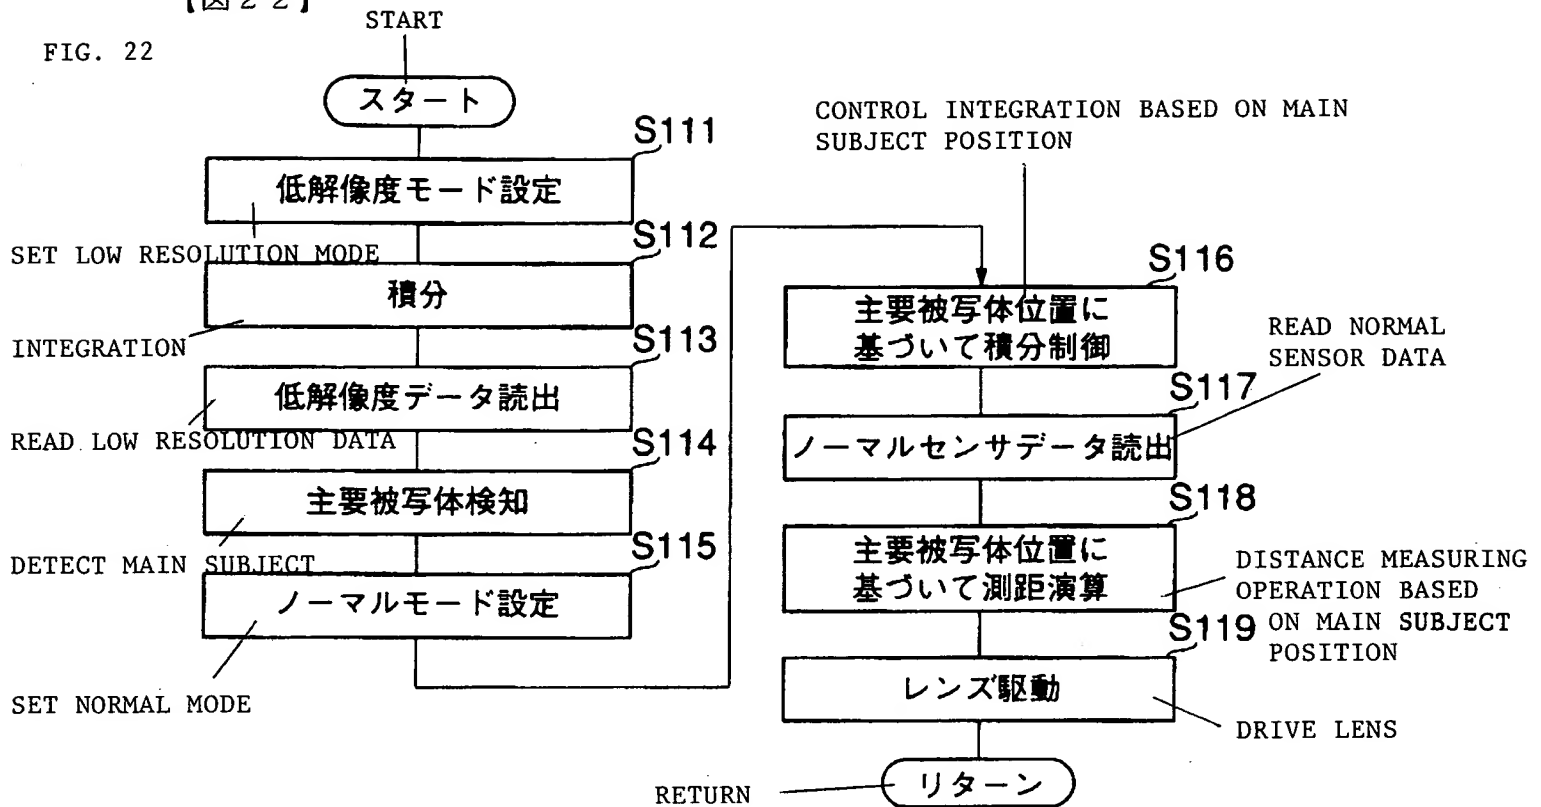 【図22】
FIG. 22
START
スタート
S111
低解像度モード設定
SET LOW RESOLUTION MODE
S112
積分
INTEGRATION
S113
低解像度データ読出
READ LOW RESOLUTION DATA
S114
主要被写体検知
DETECT MAIN SUBJECT
S115
ノーマルモード設定
SET NORMAL MODE
CONTROL INTEGRATION BASED ON MAIN
SUBJECT POSITION
S116
主要被写体位置に
基づいて積分制御
READ NORMAL
SENSOR DATA
S117
ノーマルセンサデータ読出
S118
主要被写体位置に
基づいて測距演算
DISTANCE MEASURING
OPERATION BASED
ON MAIN SUBJECT
POSITION
S119
レンズ駆動
DRIVE LENS
リターン
RETURN